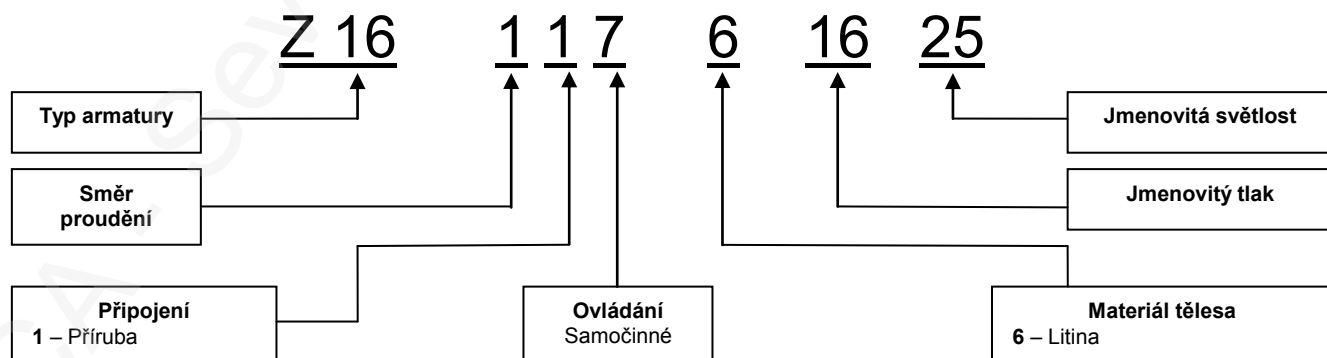 Z 16 1 1 7 6 16 25
Typ armatury
Jmenovitá světlost
Směr
proudění
Jmenovitý tlak
Připojení
1 – Příruba
Ovládání
Samočinné
Materiál tělesa
6 – Litina